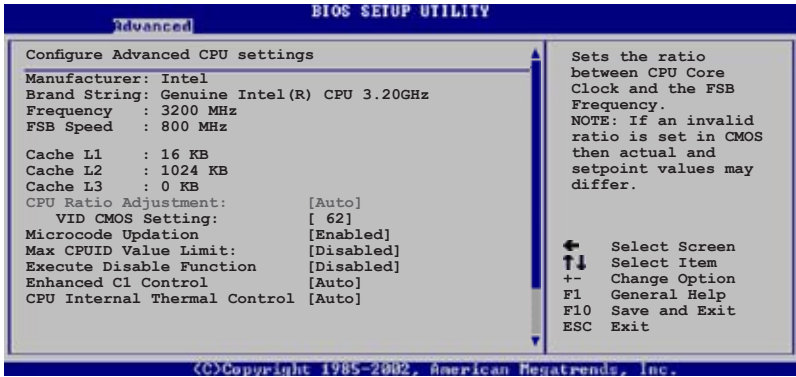 BIOS SETUP UTILITY
Advanced
Configure Advanced CPU settings
Manufacturer: Intel
Brand String: Genuine Intel(R) CPU 3.20GHz
Frequency : 3200 MHz
FSB Speed : 800 MHz
Cache L1 : 16 KB
Cache L2 : 1024 KB
Cache L3 : 0 KB
CPU Ratio Adjustment: [Auto]
VID CMOS Setting: [ 62]
Microcode Updation [Enabled]
Max CPUID Value Limit: [Disabled]
Execute Disable Function [Disabled]
Enhanced C1 Control [Auto]
CPU Internal Thermal Control [Auto]
Sets the ratio
between CPU Core
Clock and the FSB
Frequency.
NOTE: If an invalid
ratio is set in CMOS
then actual and
setpoint values may
differ.
← Select Screen
↑↓ Select Item
+- Change Option
F1 General Help
F10 Save and Exit
ESC Exit
(C)Copyright 1985-2002, American Megatrends, Inc.